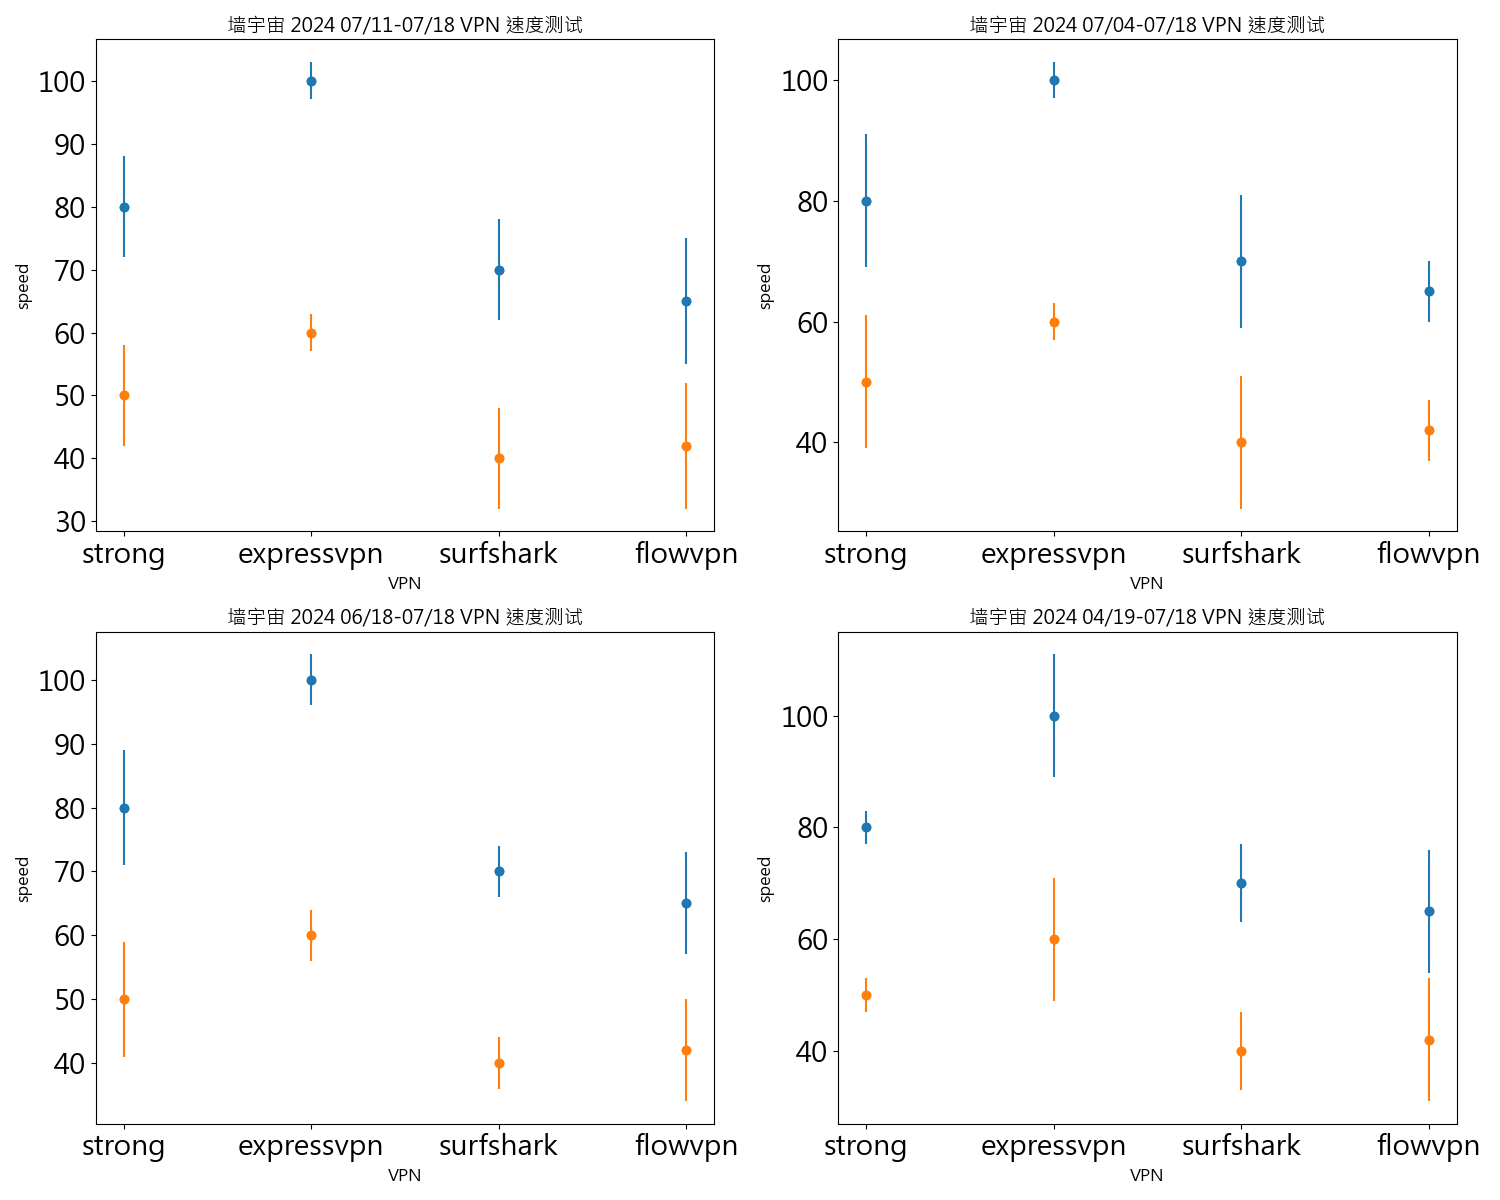 墙宇宙 2024 07/11-07/18 VPN 速度测试
100
90
80
70
60
50
40
30
speed
strong expressvpn surfshark flowvpn
VPN
墙宇宙 2024 07/04-07/18 VPN 速度测试
100
80
60
40
speed
strong expressvpn surfshark flowvpn
VPN
墙宇宙 2024 06/18-07/18 VPN 速度测试
100
90
80
70
60
50
40
speed
strong expressvpn surfshark flowvpn
VPN
墙宇宙 2024 04/19-07/18 VPN 速度测试
100
80
60
40
speed
strong expressvpn surfshark flowvpn
VPN